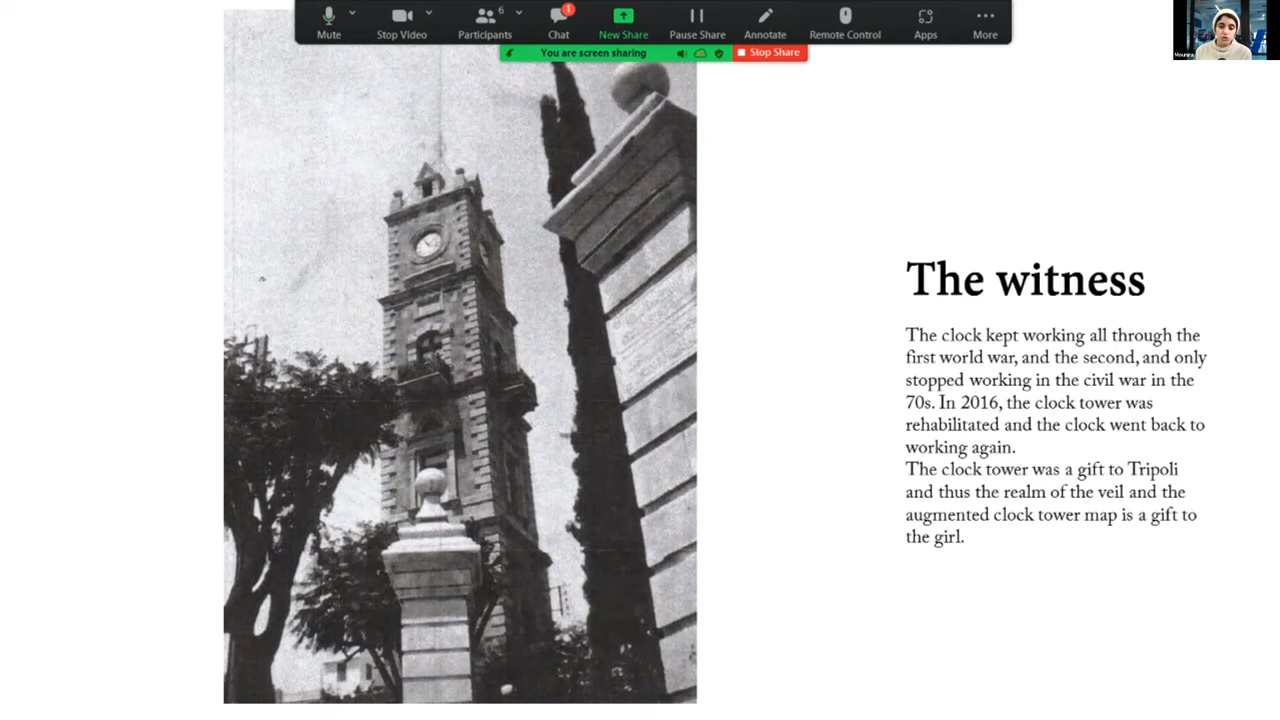 6
1
Mute
Stop Video
Participants
Chat
New Share
Pause Share
Annotate
Remote Control
Apps
More
You are screen sharing
Stop Share
The witness
The clock kept working all through the
first world war, and the second, and only
stopped working in the civil war in the
70s. In 2016, the clock tower was
rehabilitated and the clock went back to
working again.
The clock tower was a gift to Tripoli
and thus the realm of the veil and the
augmented clock tower map is a gift to
the girl.